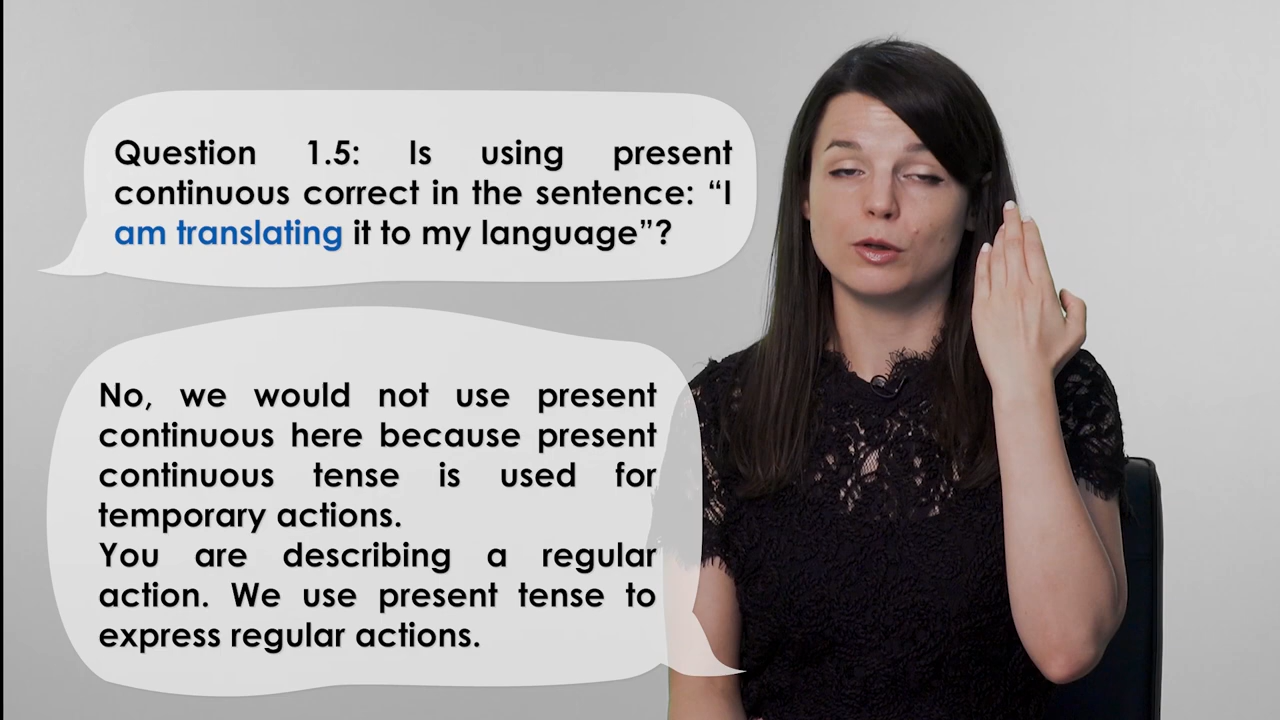 Question 1.5: Is using present
continuous correct in the sentence: “I
am translating it to my language”?
No, we would not use present
continuous here because present
continuous tense is used for
temporary actions.
You are describing a regular
action. We use present tense to
express regular actions.